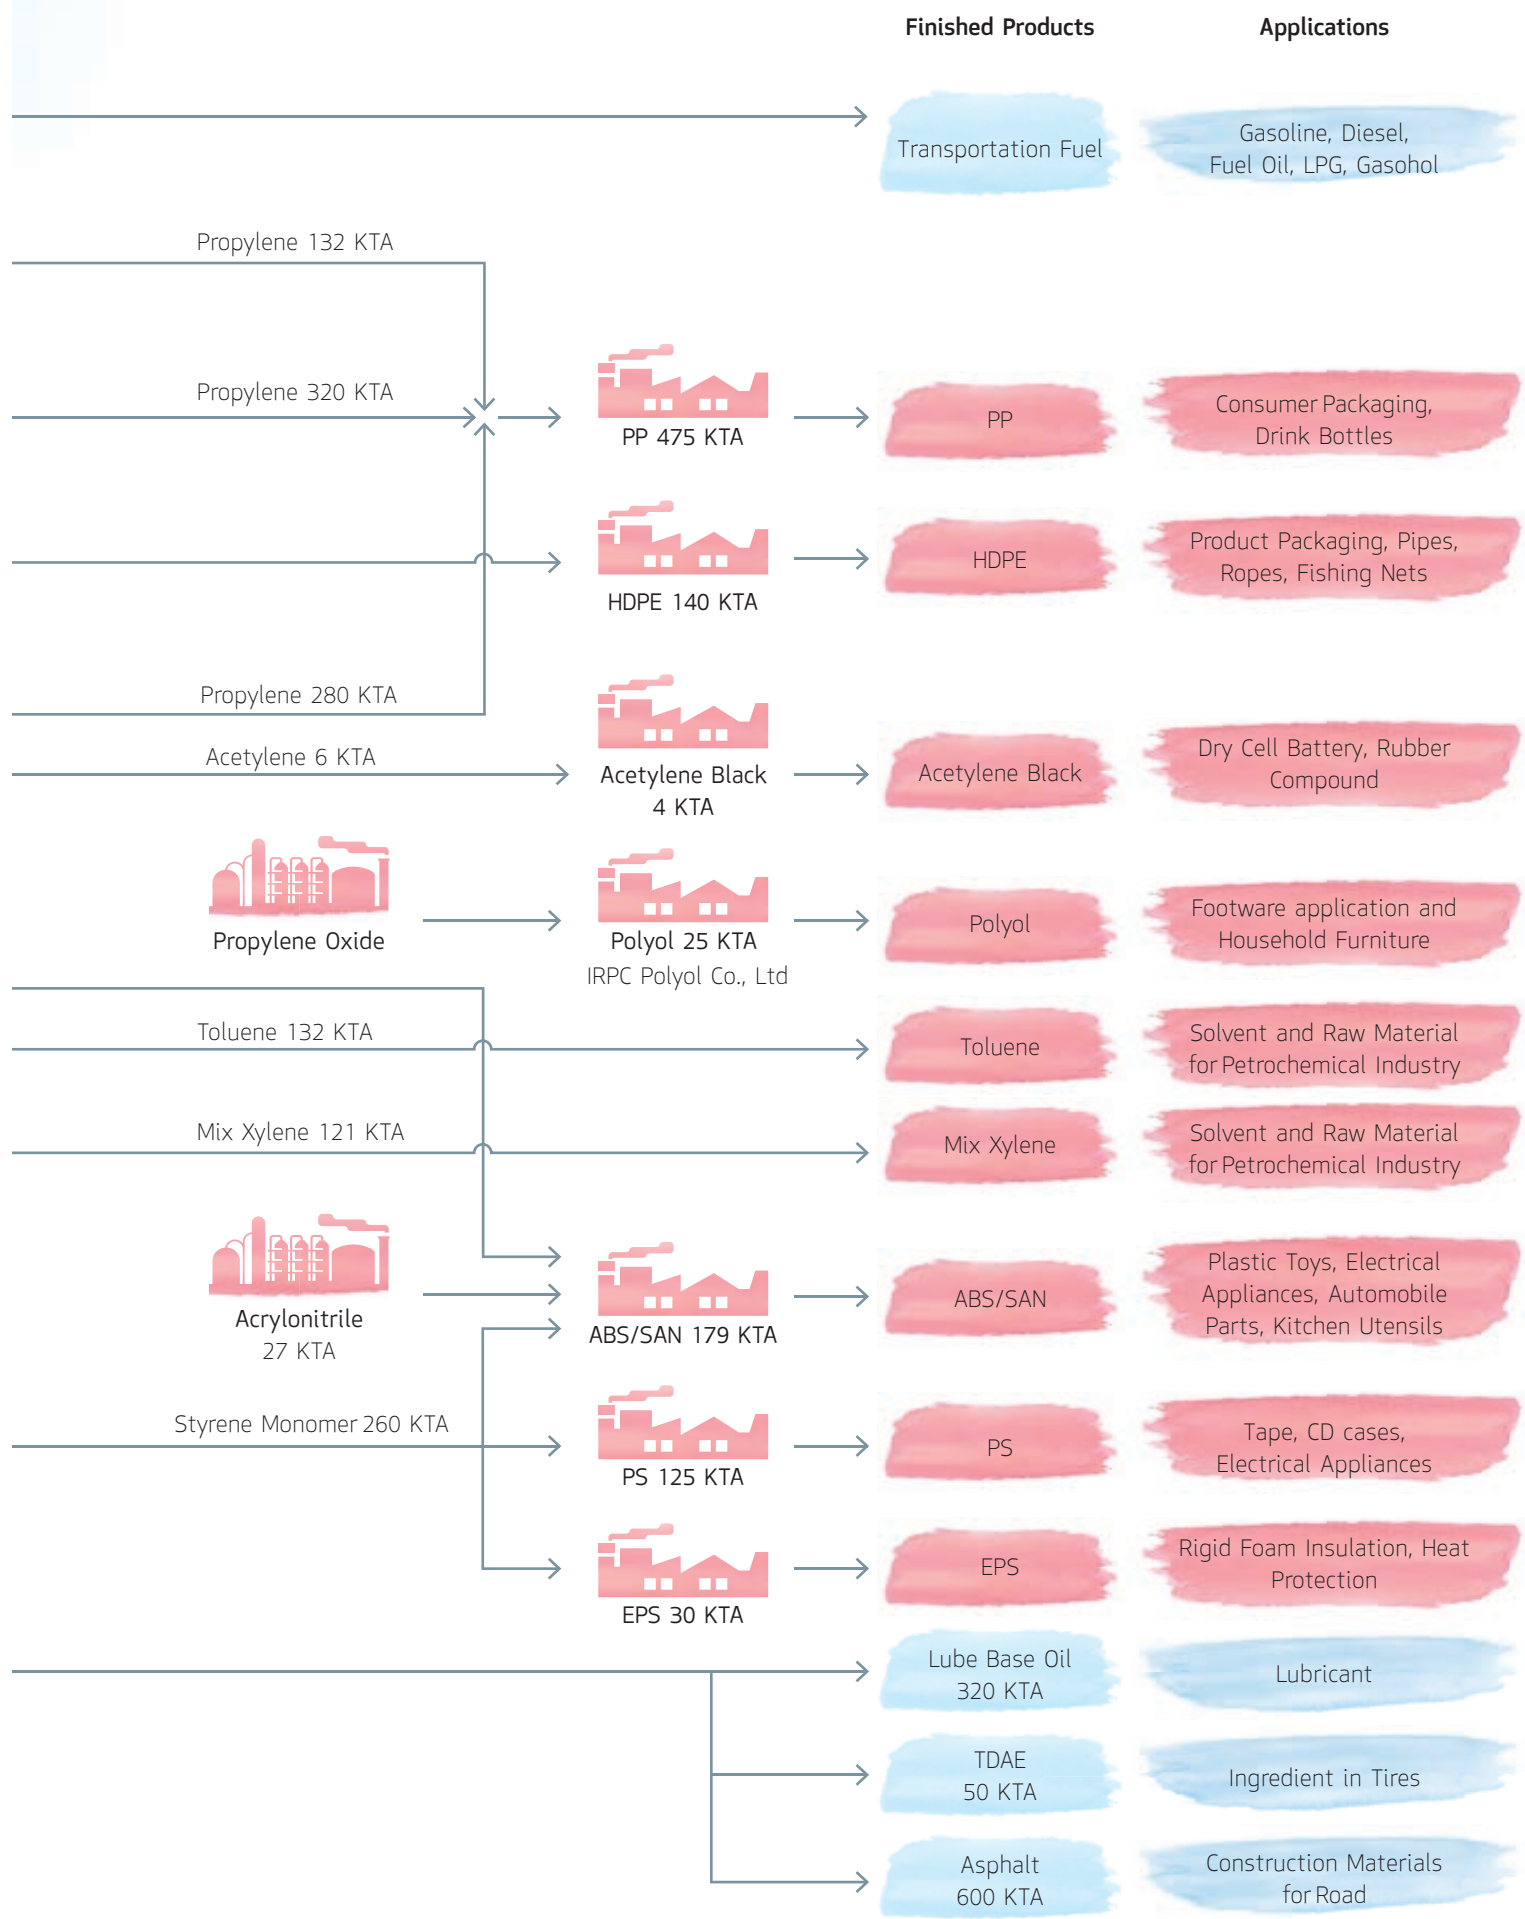 Finished Products
Applications
Transportation Fuel
Gasoline, Diesel,
Fuel Oil, LPG, Gasohol
Propylene 132 KTA
Propylene 320 KTA
PP 475 KTA
PP
Consumer Packaging,
Drink Bottles
HDPE 140 KTA
HDPE
Product Packaging, Pipes,
Ropes, Fishing Nets
Propylene 280 KTA
Acetylene 6 KTA
Acetylene Black
4 KTA
Acetylene Black
Dry Cell Battery, Rubber
Compound
Propylene Oxide
Polyol 25 KTA
IRPC Polyol Co., Ltd
Polyol
Footware application and
Household Furniture
Toluene 132 KTA
Toluene
Solvent and Raw Material
for Petrochemical Industry
Mix Xylene 121 KTA
Mix Xylene
Solvent and Raw Material
for Petrochemical Industry
Acrylonitrile
27 KTA
ABS/SAN 179 KTA
ABS/SAN
Plastic Toys, Electrical
Appliances, Automobile
Parts, Kitchen Utensils
Styrene Monomer 260 KTA
PS 125 KTA
PS
Tape, CD cases,
Electrical Appliances
EPS 30 KTA
EPS
Rigid Foam Insulation, Heat
Protection
Lube Base Oil
320 KTA
Lubricant
TDAE
50 KTA
Ingredient in Tires
Asphalt
600 KTA
Construction Materials
for Road